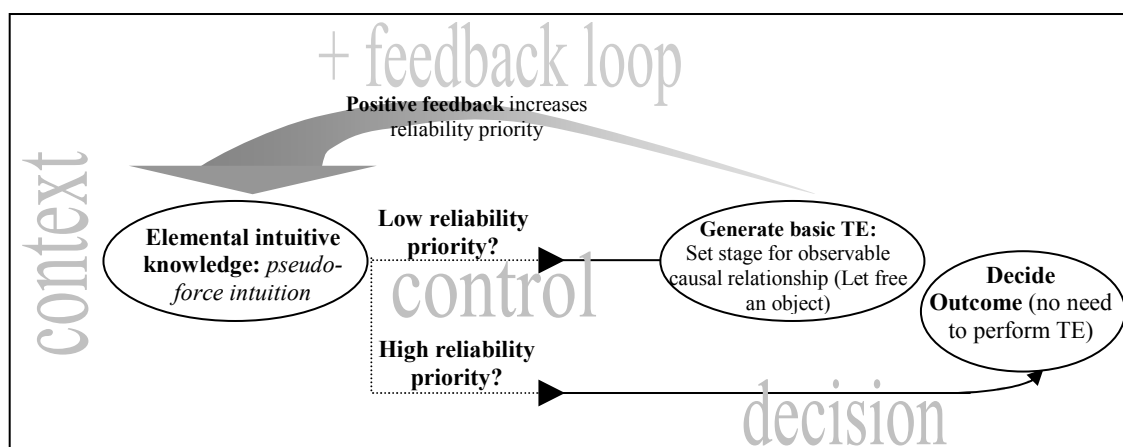 + feedback loop
Positive feedback increases
reliability priority
context
Elemental intuitive
knowledge: pseudo-
force intuition
Low reliability
priority?
control
High reliability
priority?
Generate basic TE:
Set stage for observable
causal relationship (Let free
an object)
Decide
Outcome (no need
to perform TE)
decision